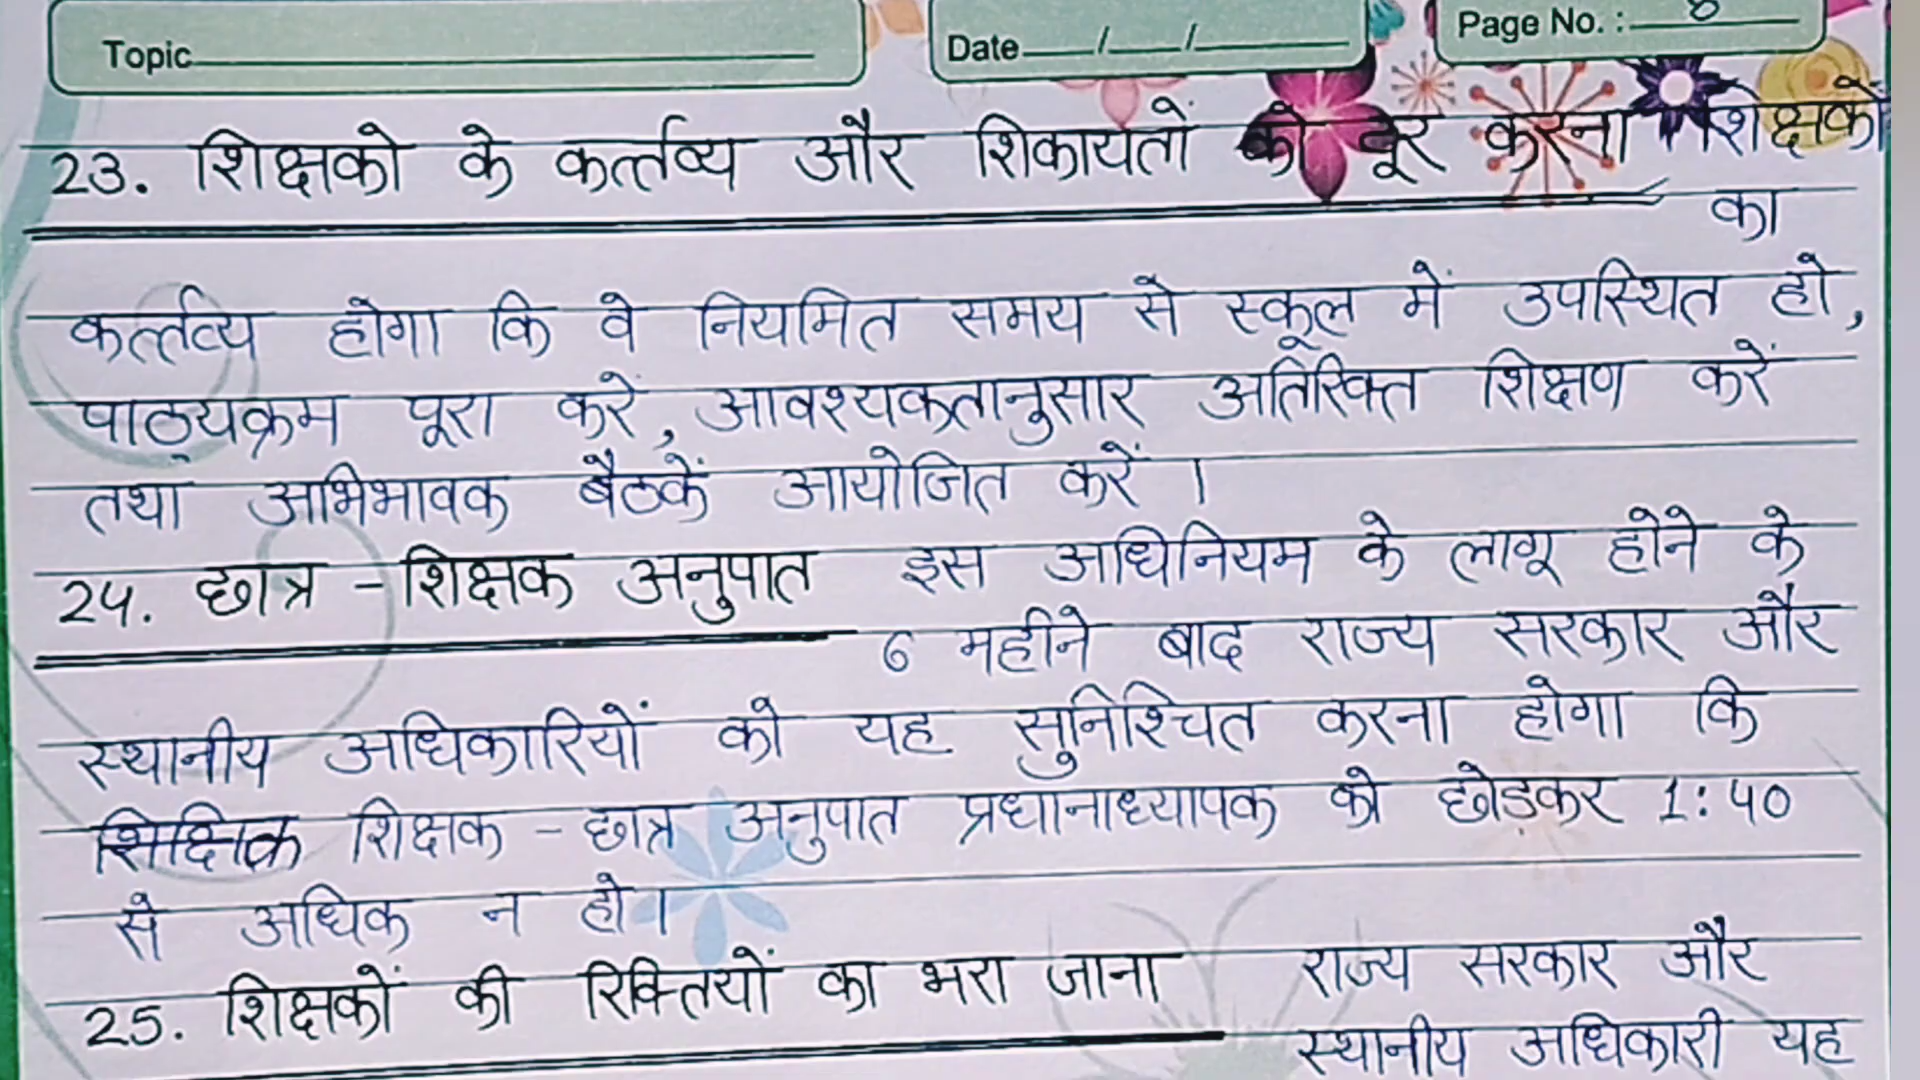 Topic
Date / /
Page No. :
23. शिक्षको के कर्त्तव्य और शिकायतों को दूर करना शिक्षको
का
कर्त्तव्य होगा कि वे नियमित समय से स्कूल में उपस्थित हो,
पाठ्यक्रम पूरा करें, आवश्यकतानुसार अतिरिक्त शिक्षण करें
तथा अभिभावक बैठकें आयोजित करें ।
24. छात्र - शिक्षक अनुपात इस अधिनियम के लागू होने के
6 महीने बाद राज्य सरकार और
स्थानीय अधिकारियों को यह सुनिश्चित करना होगा कि
शिक्षक - छात्र अनुपात प्रधानाध्यापक को छोड़कर 1:40
से अधिक न हो।
25. शिक्षकों की रिक्तियों का भरा जाना राज्य सरकार और
स्थानीय अधिकारी यह